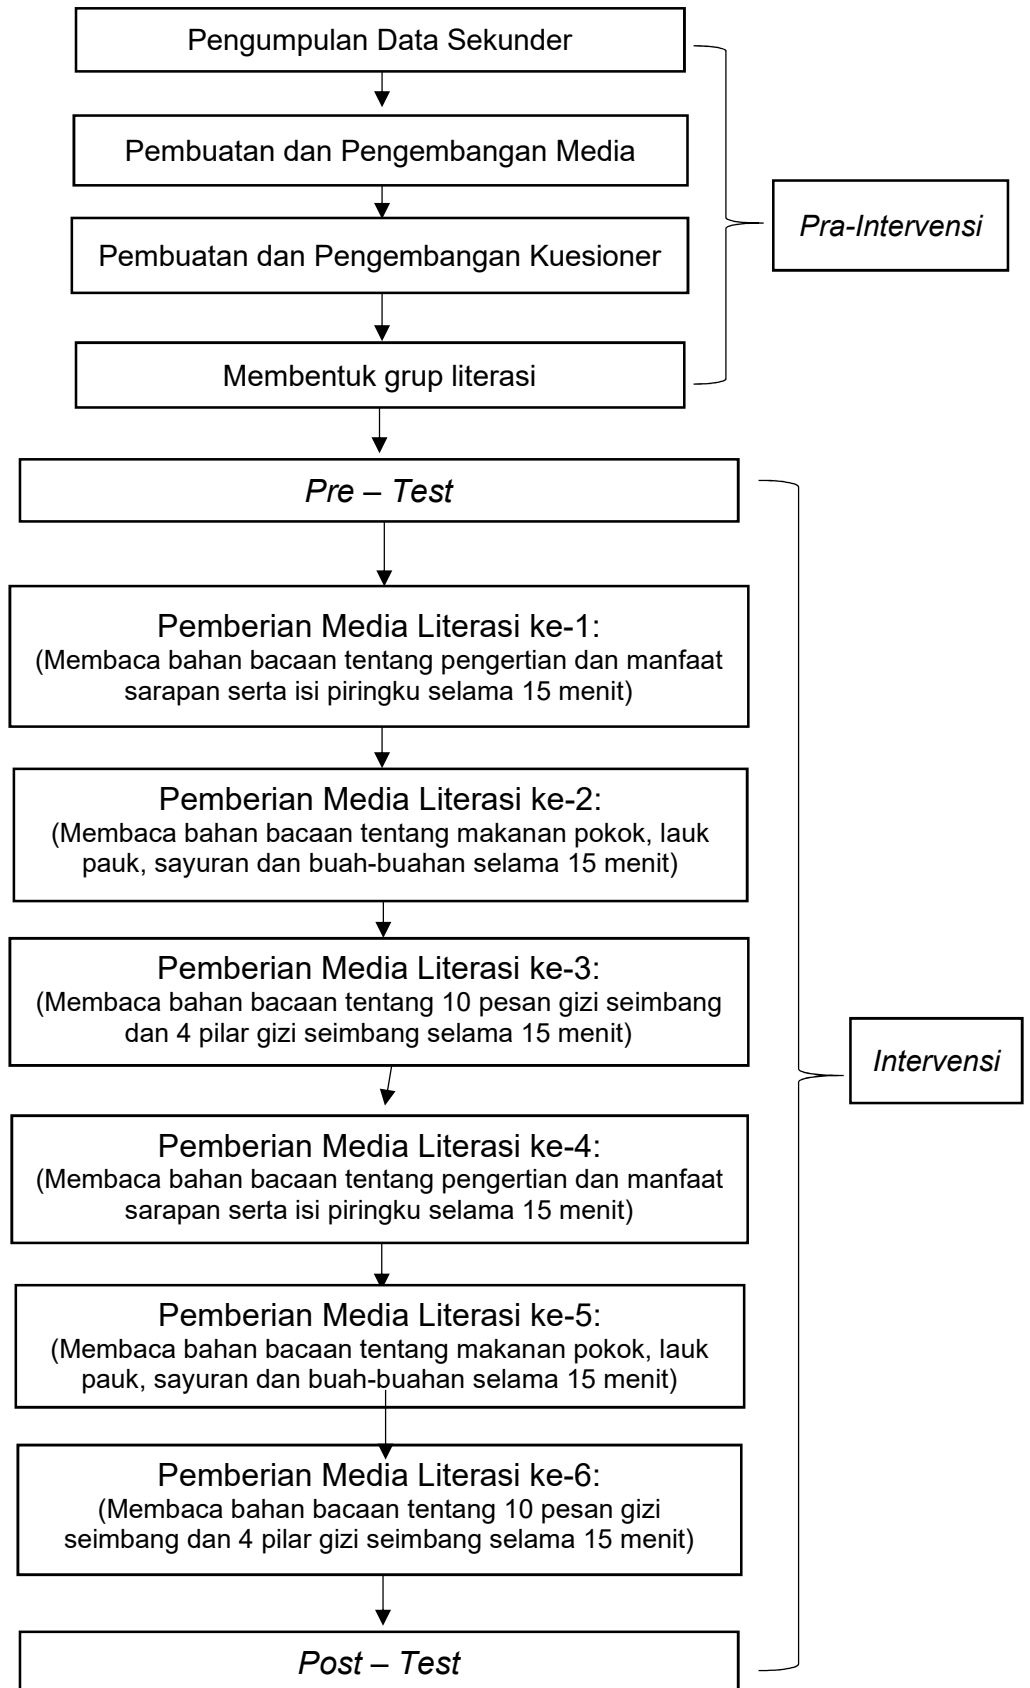 Pengumpulan Data Sekunder
Pembuatan dan Pengembangan Media
Pra-Intervensi
Pembuatan dan Pengembangan Kuesioner
Membentuk grup literasi
Pre – Test
Pemberian Media Literasi ke-1:
(Membaca bahan bacaan tentang pengertian dan manfaat
sarapan serta isi piringku selama 15 menit)
Pemberian Media Literasi ke-2:
(Membaca bahan bacaan tentang makanan pokok, lauk
pauk, sayuran dan buah-buahan selama 15 menit)
Pemberian Media Literasi ke-3:
(Membaca bahan bacaan tentang 10 pesan gizi seimbang
dan 4 pilar gizi seimbang selama 15 menit)
Intervensi
Pemberian Media Literasi ke-4:
(Membaca bahan bacaan tentang pengertian dan manfaat
sarapan serta isi piringku selama 15 menit)
Pemberian Media Literasi ke-5:
(Membaca bahan bacaan tentang makanan pokok, lauk
pauk, sayuran dan buah-buahan selama 15 menit)
Pemberian Media Literasi ke-6:
(Membaca bahan bacaan tentang 10 pesan gizi
seimbang dan 4 pilar gizi seimbang selama 15 menit)
Post – Test